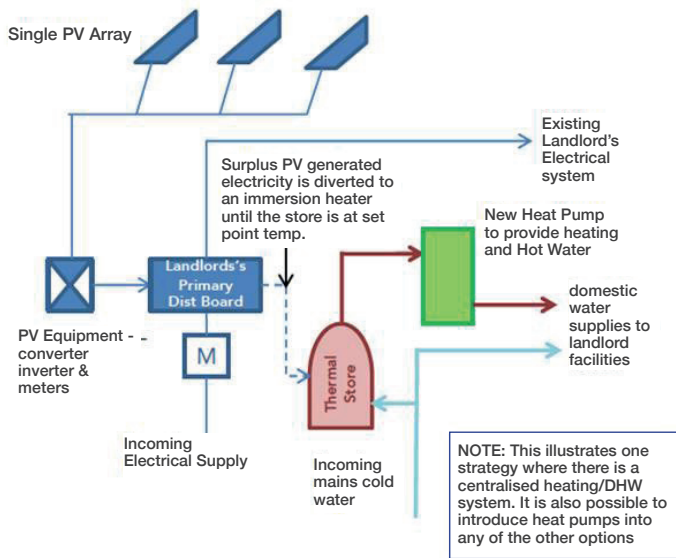 Single PV Array
Existing
Landlord's
Electrical
system
Surplus PV generated
electricity is diverted to
an immersion heater
until the store is at set
point temp.
New Heat Pump
to provide heating
and Hot Water
Landlords's
Primary
Dist Board
domestic
water
supplies to
landlord
facilities
PV Equipment -
converter
inverter &
meters
M
Thermal
Store
Incoming
Electrical Supply
Incoming
mains cold
water
NOTE: This illustrates one
strategy where there is a
centralised heating/DHW
system. It is also possible to
introduce heat pumps into
any of the other options